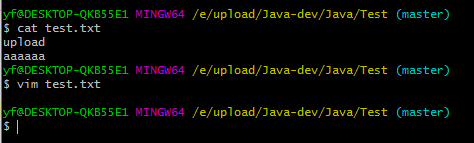 yf@DESKTOP-QKB55E1 MINGW64 /e/upload/Java-dev/Java/Test (master)
$ cat test.txt
upload
aaaaaa
yf@DESKTOP-QKB55E1 MINGW64 /e/upload/Java-dev/Java/Test (master)
$ vim test.txt
yf@DESKTOP-QKB55E1 MINGW64 /e/upload/Java-dev/Java/Test (master)
$